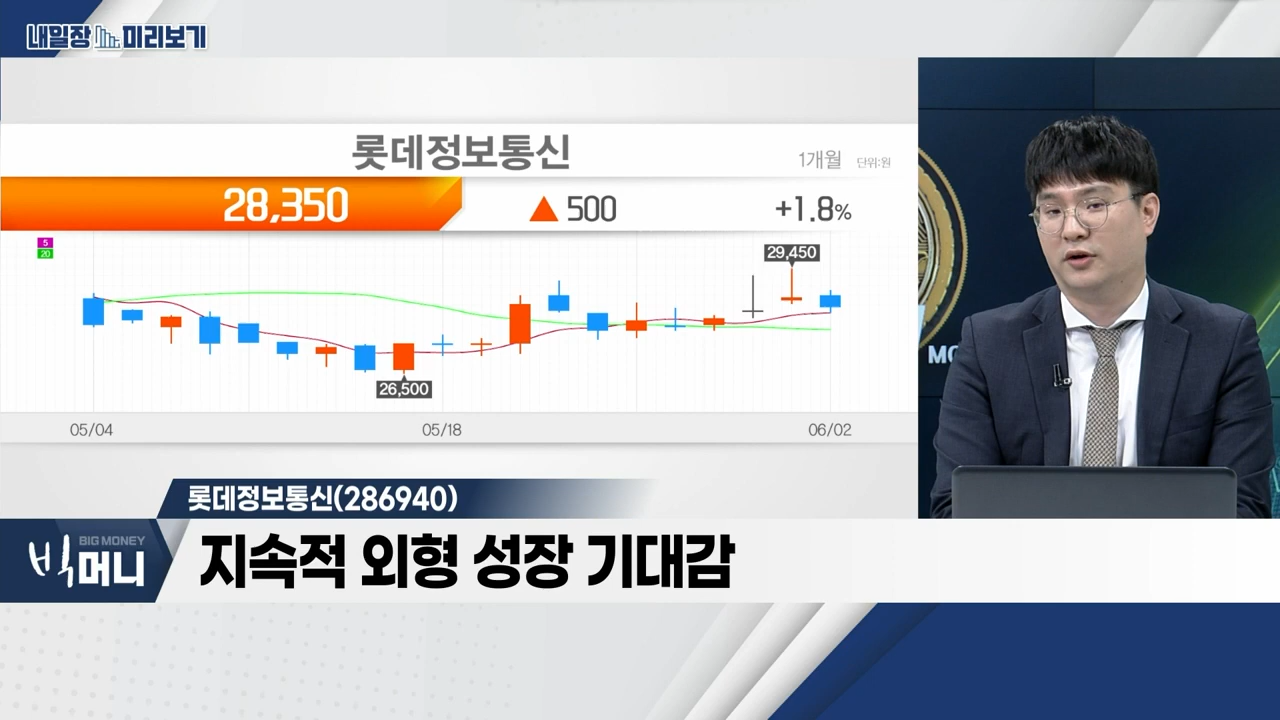 내일장 미리보기
롯데정보통신
1개월 단위:원
28,350 ▲ 500 +1.8%
5
20
29,450
26,500
05/04 05/18 06/02
롯데정보통신(286940)
BIG MONEY
빅머니
지속적 외형 성장 기대감